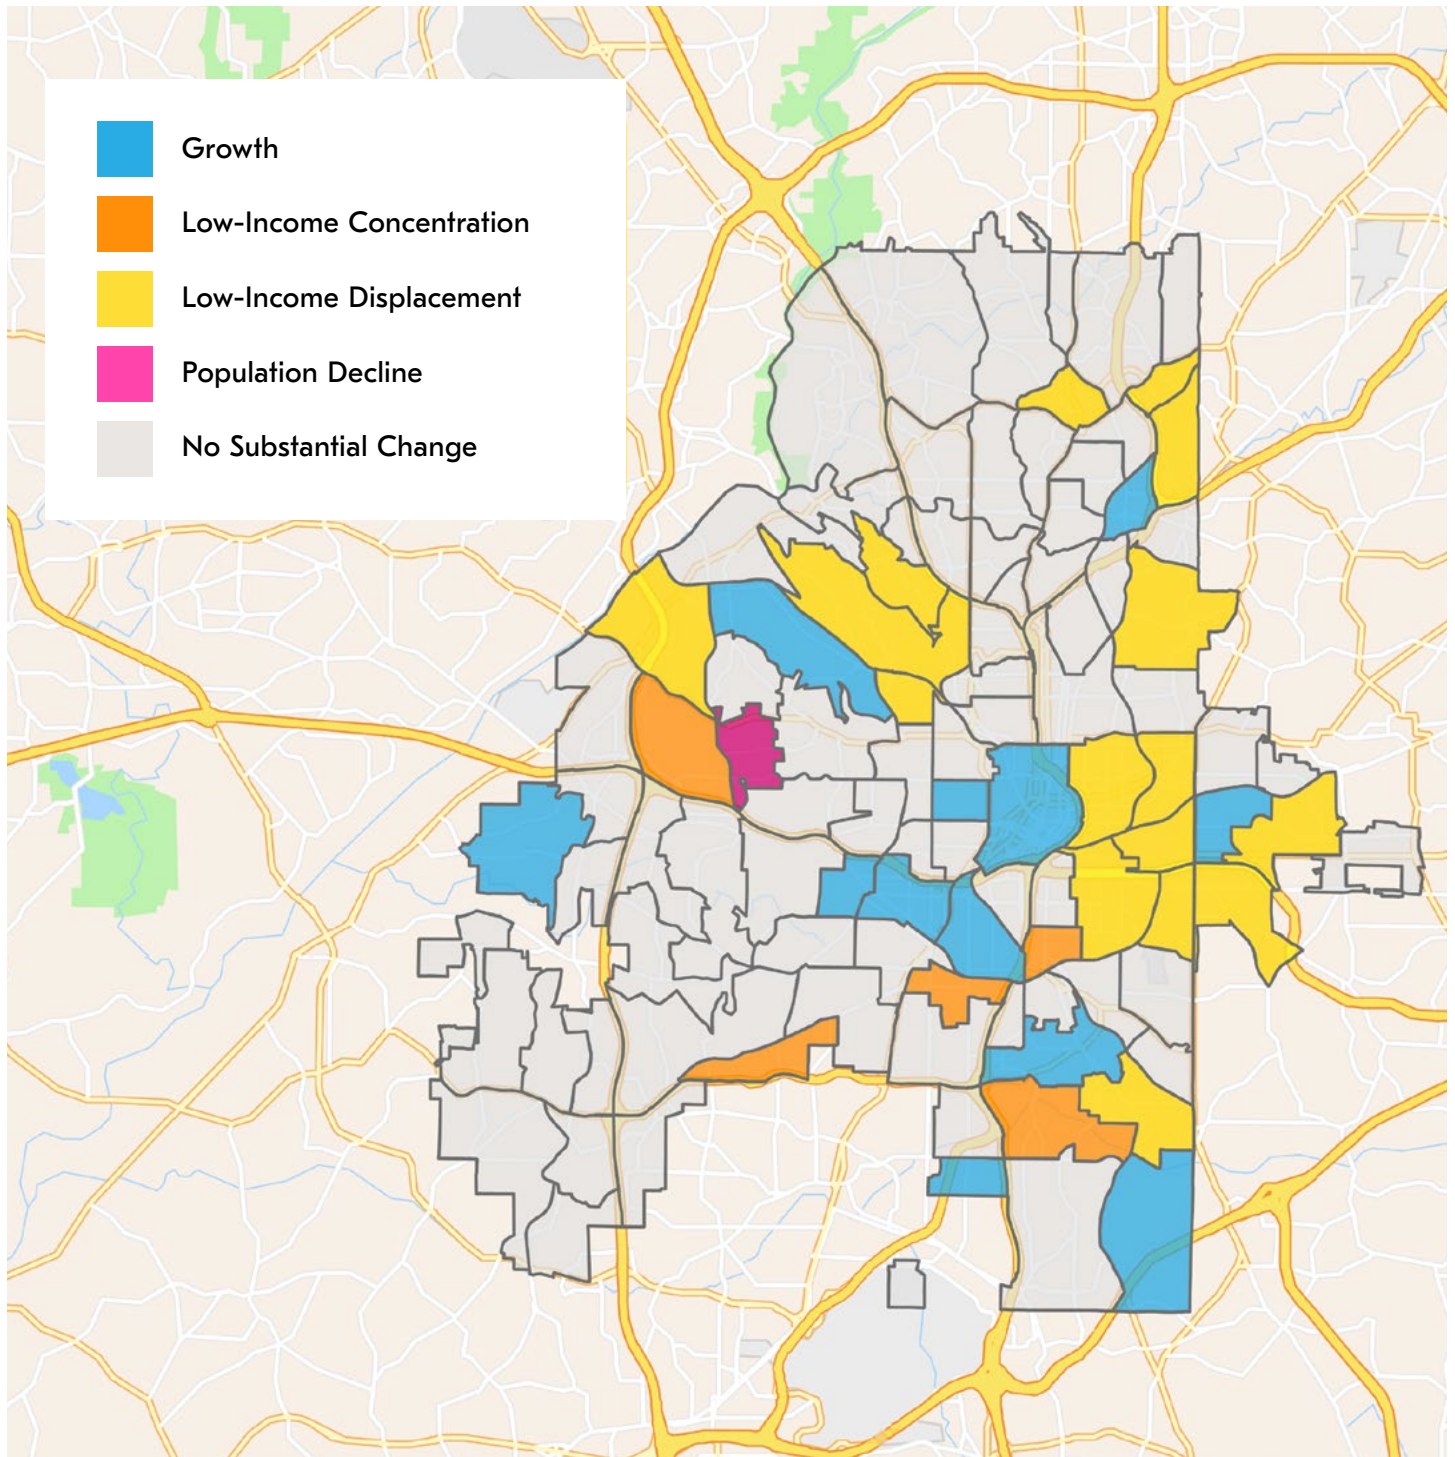 Growth
Low-Income Concentration
Low-Income Displacement
Population Decline
No Substantial Change